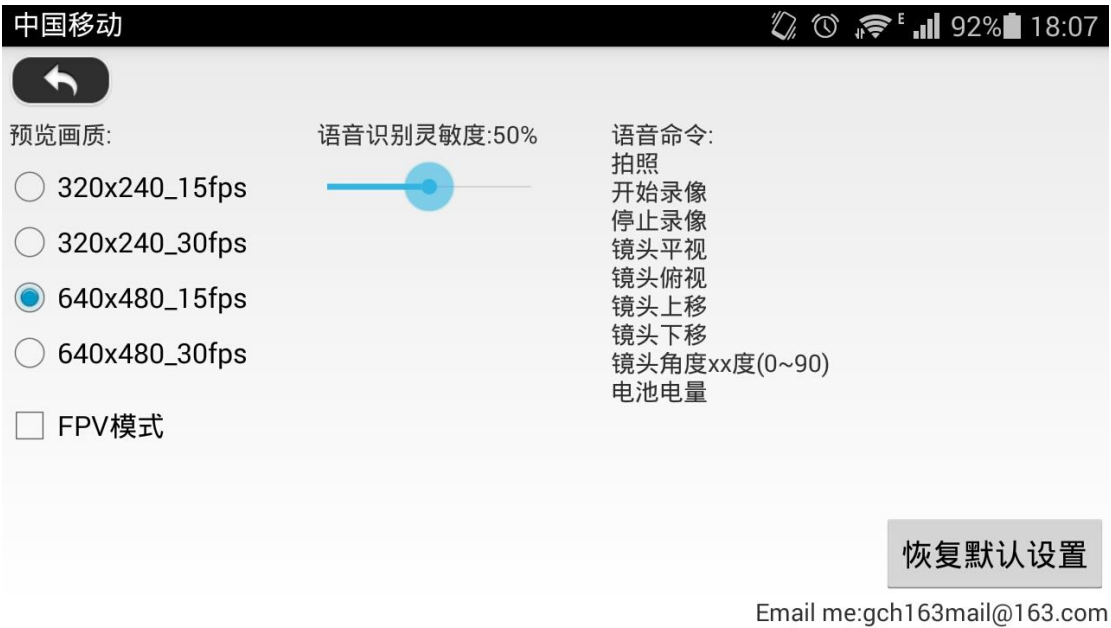 中国移动
E 92% 18:07
预览画质:
320x240_15fps
320x240_30fps
640x480_15fps
640x480_30fps
FPV模式
语音识别灵敏度:50%
语音命令:
拍照
开始录像
停止录像
镜头平视
镜头俯视
镜头上移
镜头下移
镜头角度xx度(0~90)
电池电量
恢复默认设置
Email me:gch163mail@163.com